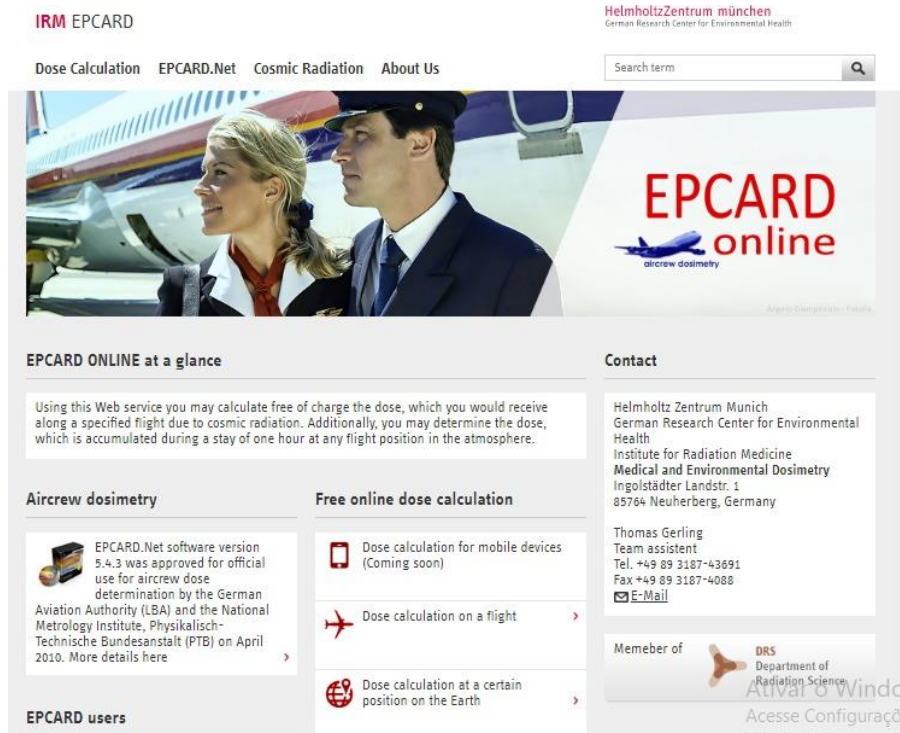 IRM EPCARD
HelmholtzZentrum münchen
German Research Center for Environmental Health
Dose Calculation EPCARD.Net Cosmic Radiation About Us
Search term
EPCARD
online
aircrew dosimetry
EPCARD ONLINE at a glance
Using this Web service you may calculate free of charge the dose, which you would receive
along a specified flight due to cosmic radiation. Additionally, you may determine the dose,
which is accumulated during a stay of one hour at any flight position in the atmosphere.
Aircrew dosimetry
EPCARD.Net software version
5.4.3 was approved for official
use for aircrew dose
determination by the German
Aviation Authority (LBA) and the National
Metrology Institute, Physikalisch-
Technische Bundesanstalt (PTB) on April
2010. More details here
EPCARD users
Free online dose calculation
Dose calculation for mobile devices
(Coming soon)
Dose calculation on a flight
Dose calculation at a certain
position on the Earth
Contact
Helmholtz Zentrum Munich
German Research Center for Environmental
Health
Institute for Radiation Medicine
Medical and Environmental Dosimetry
Ingolstädter Landstr. 1
85764 Neuherberg, Germany
Thomas Gerling
Team assistent
Tel. +49 89 3187-43691
Fax +49 89 3187-4088
E-Mail
Memeber of
DRS
Department of
Radiation Science
Ativar o Windo
Acesse Configuraçõ